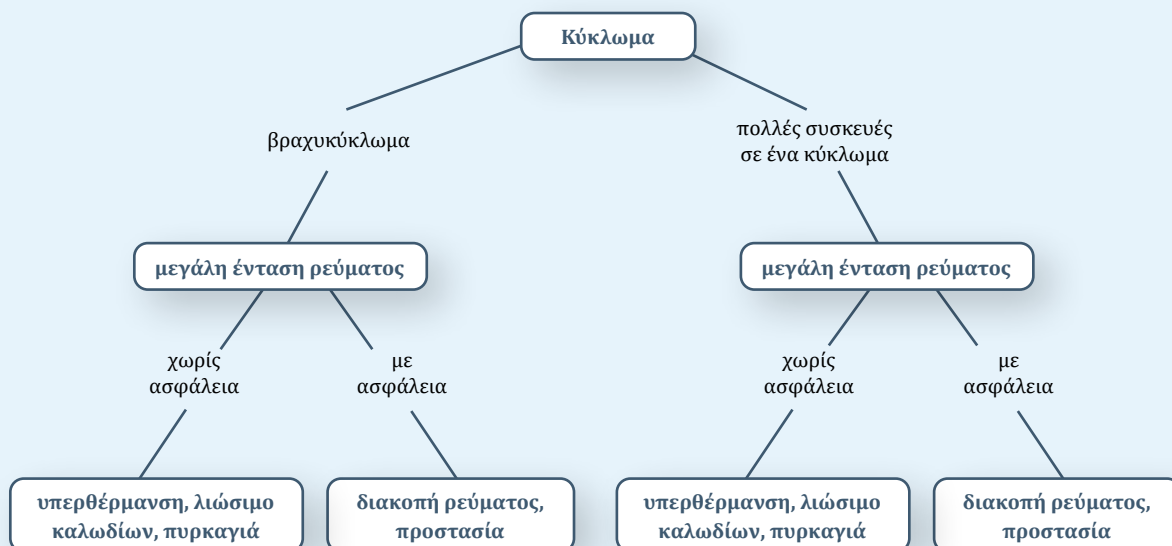 Κύκλωμα
βραχυκύκλωμα
πολλές συσκευές
σε ένα κύκλωμα
μεγάλη ένταση ρεύματος
μεγάλη ένταση ρεύματος
χωρίς
ασφάλεια
με
ασφάλεια
χωρίς
ασφάλεια
με
ασφάλεια
υπερθέρμανση, λιώσιμο
καλωδίων, πυρκαγιά
διακοπή ρεύματος,
προστασία
υπερθέρμανση, λιώσιμο
καλωδίων, πυρκαγιά
διακοπή ρεύματος,
προστασία